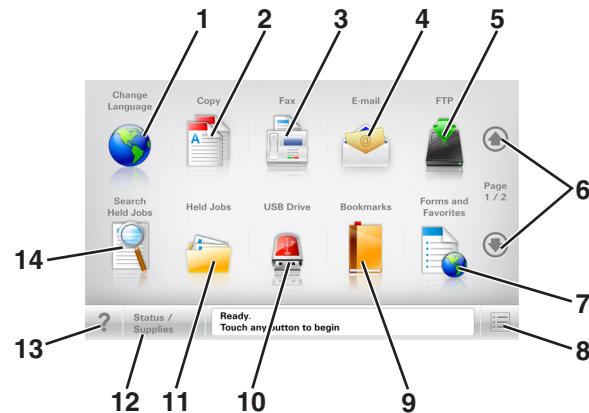 1 2 3 4 5
Change
Language
Copy
Fax
E-mail
FTP
A
@
6
Page
1 / 2
Search
Held Jobs
Held Jobs
USB Drive
Bookmarks
Forms and
Favorites
14
7
?
Status /
Supplies
Ready.
Touch any button to begin
13
12
11
10
9
8